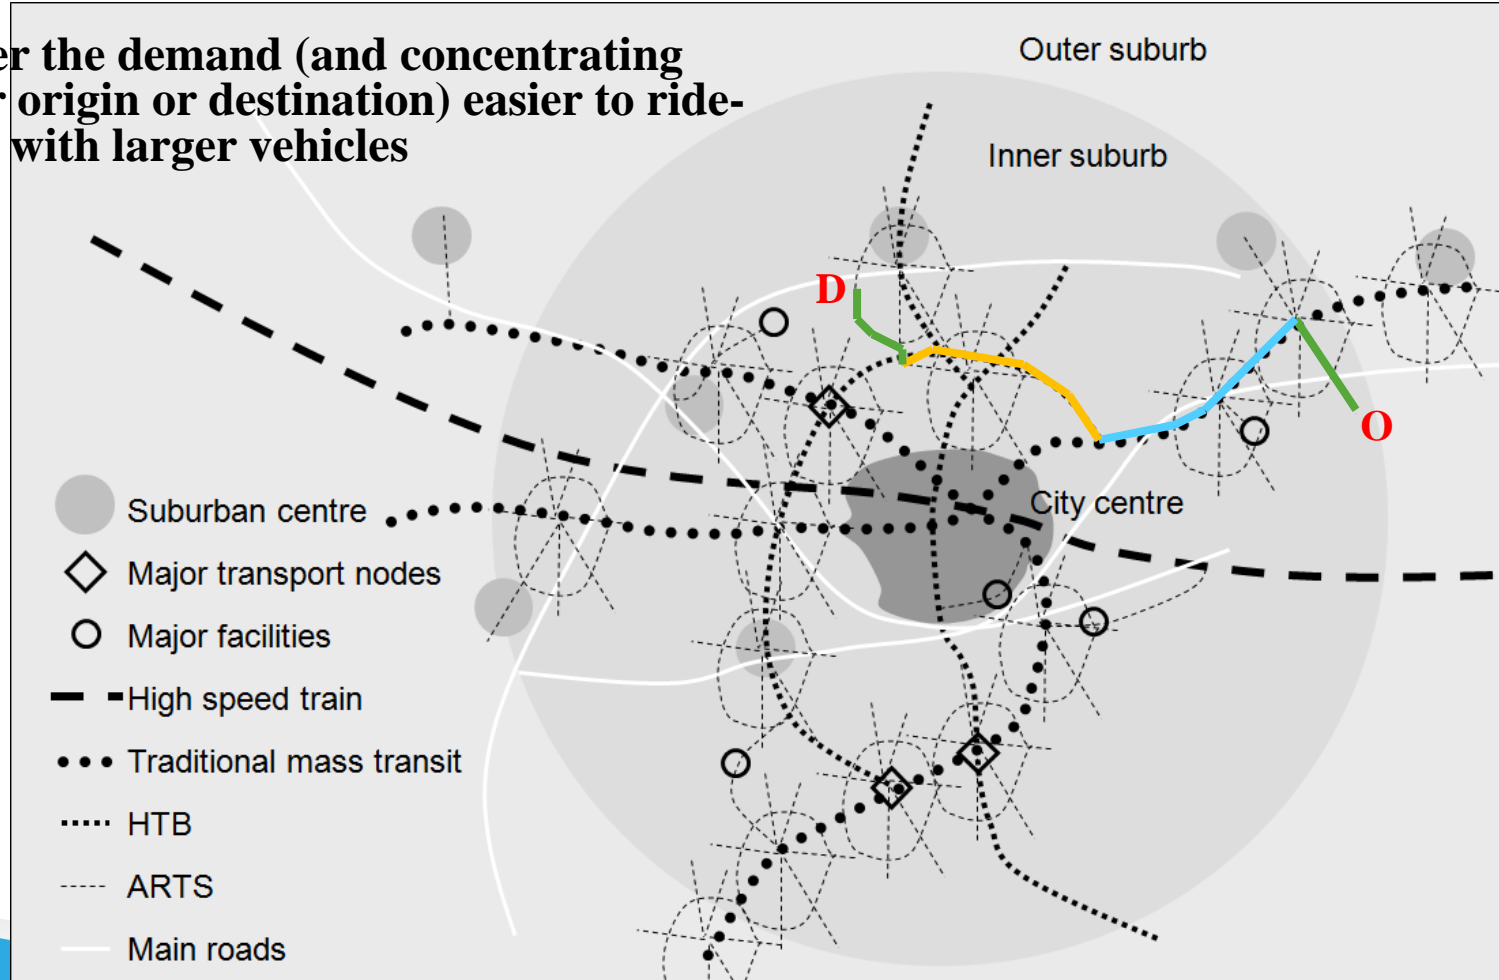 er the demand (and concentrating
r origin or destination) easier to ride-
with larger vehicles
Outer suburb
Inner suburb
D
O
City centre
Suburban centre
Major transport nodes
Major facilities
High speed train
Traditional mass transit
HTB
ARTS
Main roads